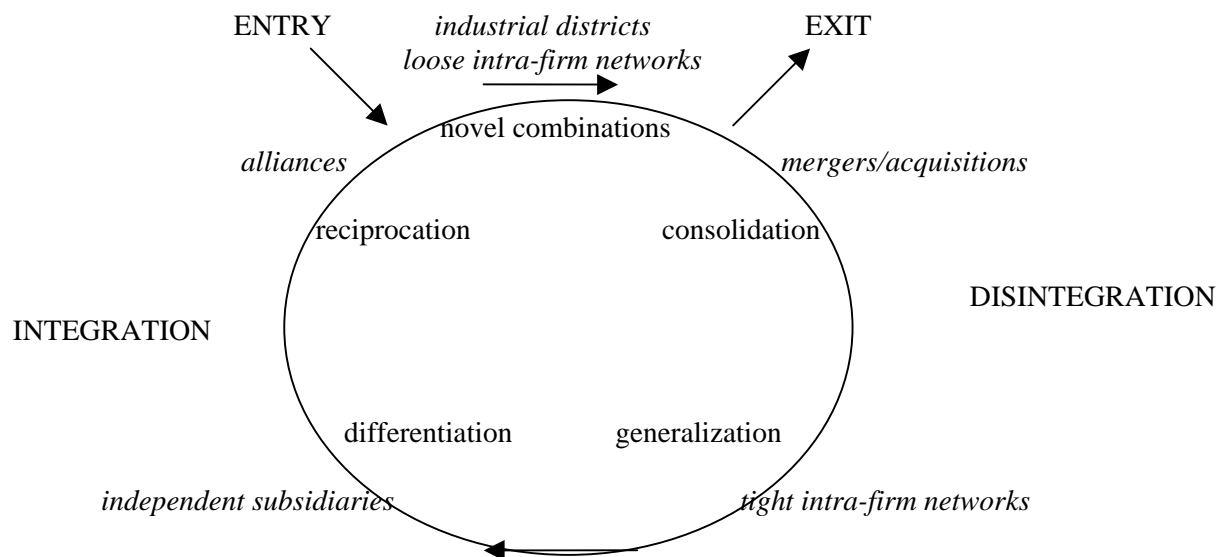 ENTRY
industrial districts
EXIT
loose intra-firm networks
novel combinations
alliances
mergers/acquisitions
reciprocation
consolidation
DISINTEGRATION
INTEGRATION
differentiation
generalization
independent subsidiaries
tight intra-firm networks